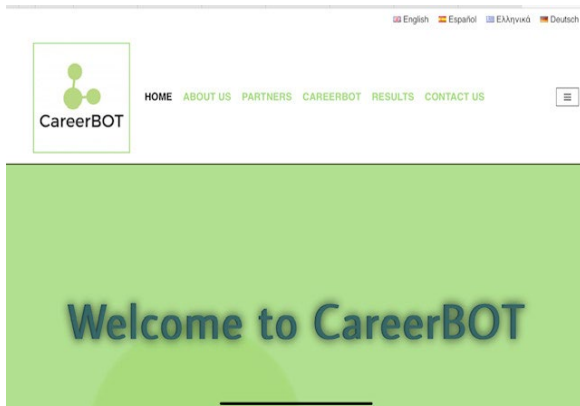 English Español Ελληνικά Deutsch
CareerBOT
HOME ABOUT US PARTNERS CAREERBOT RESULTS CONTACT US
Welcome to CareerBOT